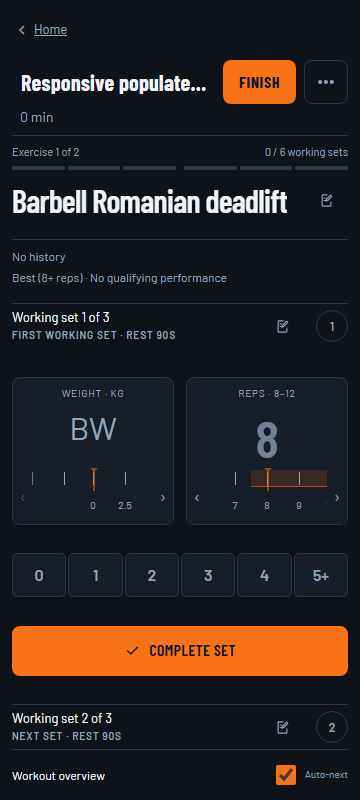 Home
Responsive populate...
FINISH
0 min
Exercise 1 of 2
0 / 6 working sets
Barbell Romanian deadlift
No history
Best (8+ reps) · No qualifying performance
Working set 1 of 3
FIRST WORKING SET · REST 90S
1
WEIGHT · KG
BW
0 2.5
REPS · 8–12
8
7 8 9
0 1 2 3 4 5+
COMPLETE SET
Working set 2 of 3
NEXT SET · REST 90S
2
Workout overview
Auto-next